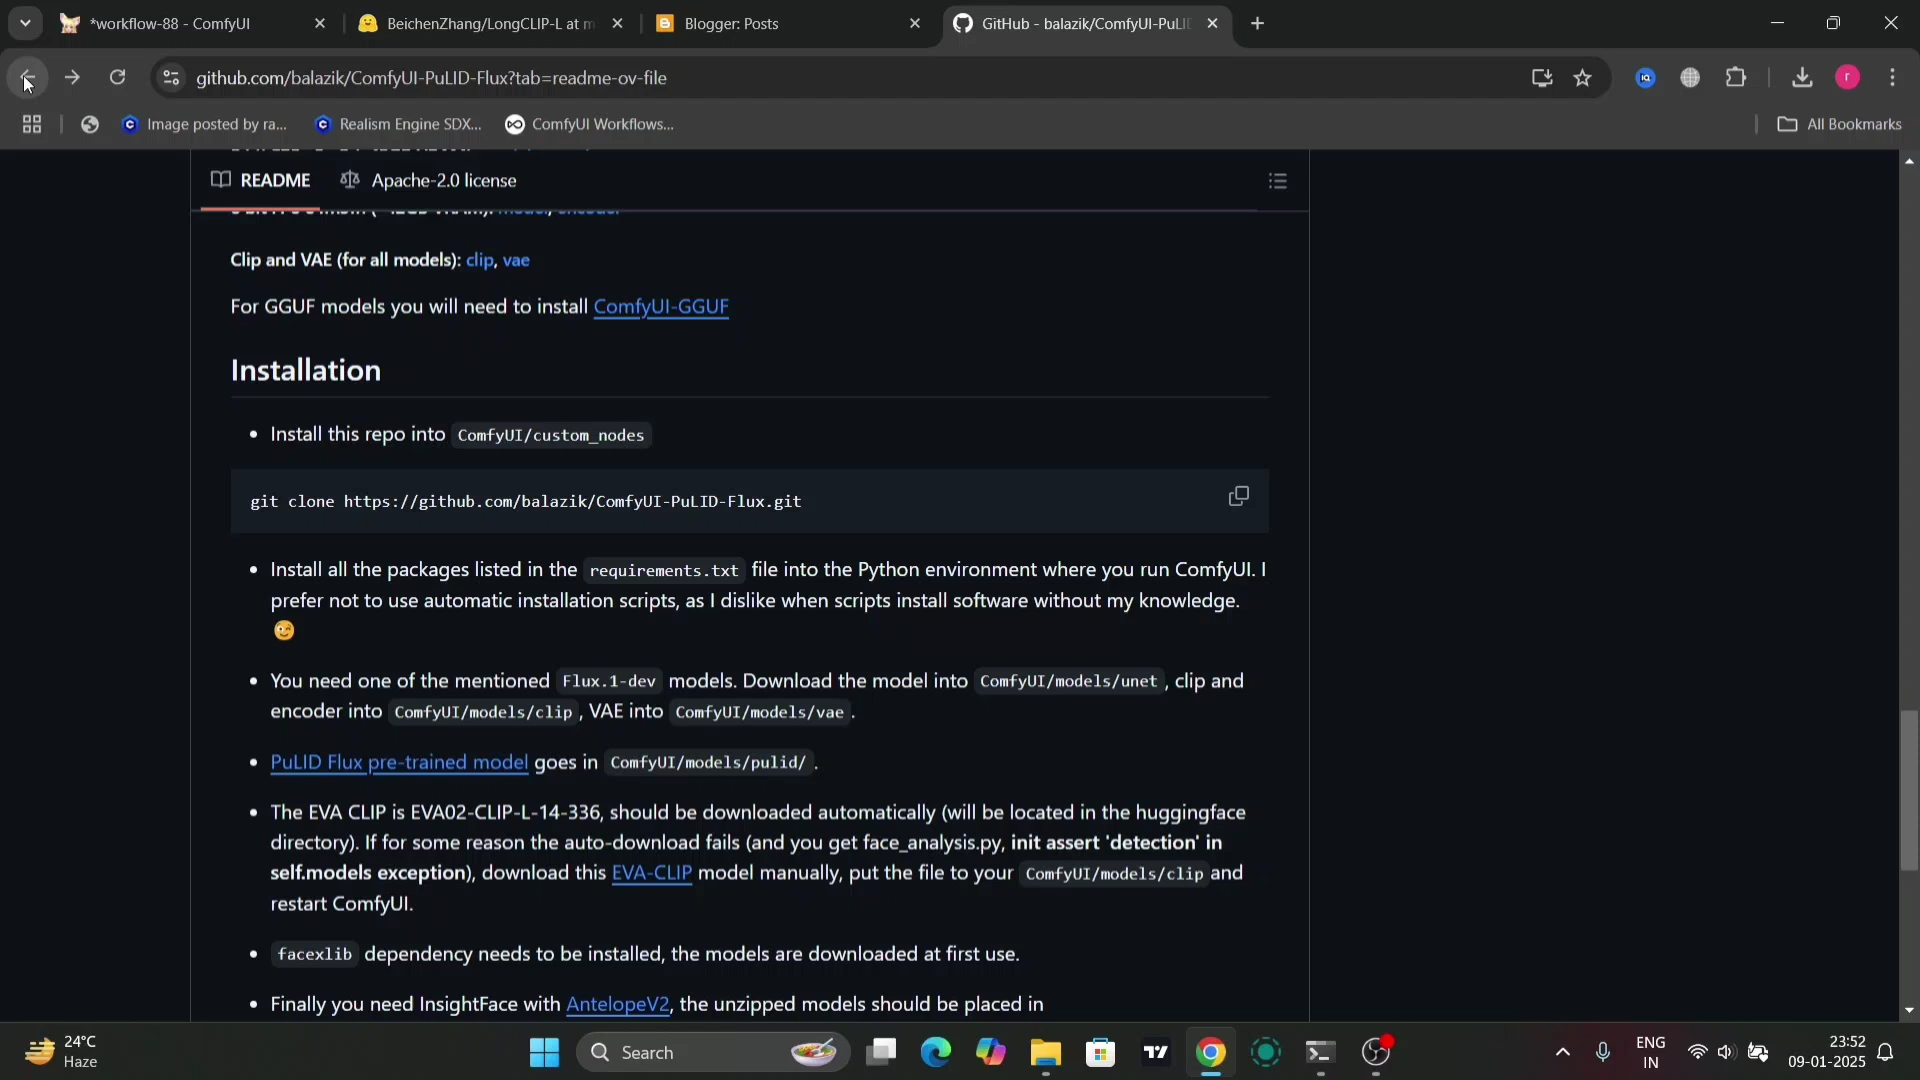 *workflow-88 - ComfyUI
BeichenZhang/LongCLIP-L at m
Blogger: Posts
GitHub - balazik/ComfyUI-PuLI
github.com/balazik/ComfyUI-PuLID-Flux?tab=readme-ov-file
Image posted by ra...
Realism Engine SDX...
ComfyUI Workflows...
All Bookmarks
README
Apache-2.0 license
Clip and VAE (for all models): clip, vae
For GGUF models you will need to install ComfyUI-GGUF
Installation
Install this repo into ComfyUI/custom_nodes
git clone https://github.com/balazik/ComfyUI-PuLID-Flux.git
Install all the packages listed in the requirements.txt file into the Python environment where you run ComfyUI. I
prefer not to use automatic installation scripts, as I dislike when scripts install software without my knowledge.
😉
You need one of the mentioned Flux.1-dev models. Download the model into ComfyUI/models/unet , clip and
encoder into ComfyUI/models/clip , VAE into ComfyUI/models/vae .
PuLID Flux pre-trained model goes in ComfyUI/models/pulid/ .
The EVA CLIP is EVA02-CLIP-L-14-336, should be downloaded automatically (will be located in the huggingface
directory). If for some reason the auto-download fails (and you get face_analysis.py, init assert 'detection' in
self.models exception), download this EVA-CLIP model manually, put the file to your ComfyUI/models/clip and
restart ComfyUI.
facexlib dependency needs to be installed, the models are downloaded at first use.
Finally you need InsightFace with AntelopeV2, the unzipped models should be placed in
24°C
Haze
Search
ENG
IN
23:52
09-01-2025